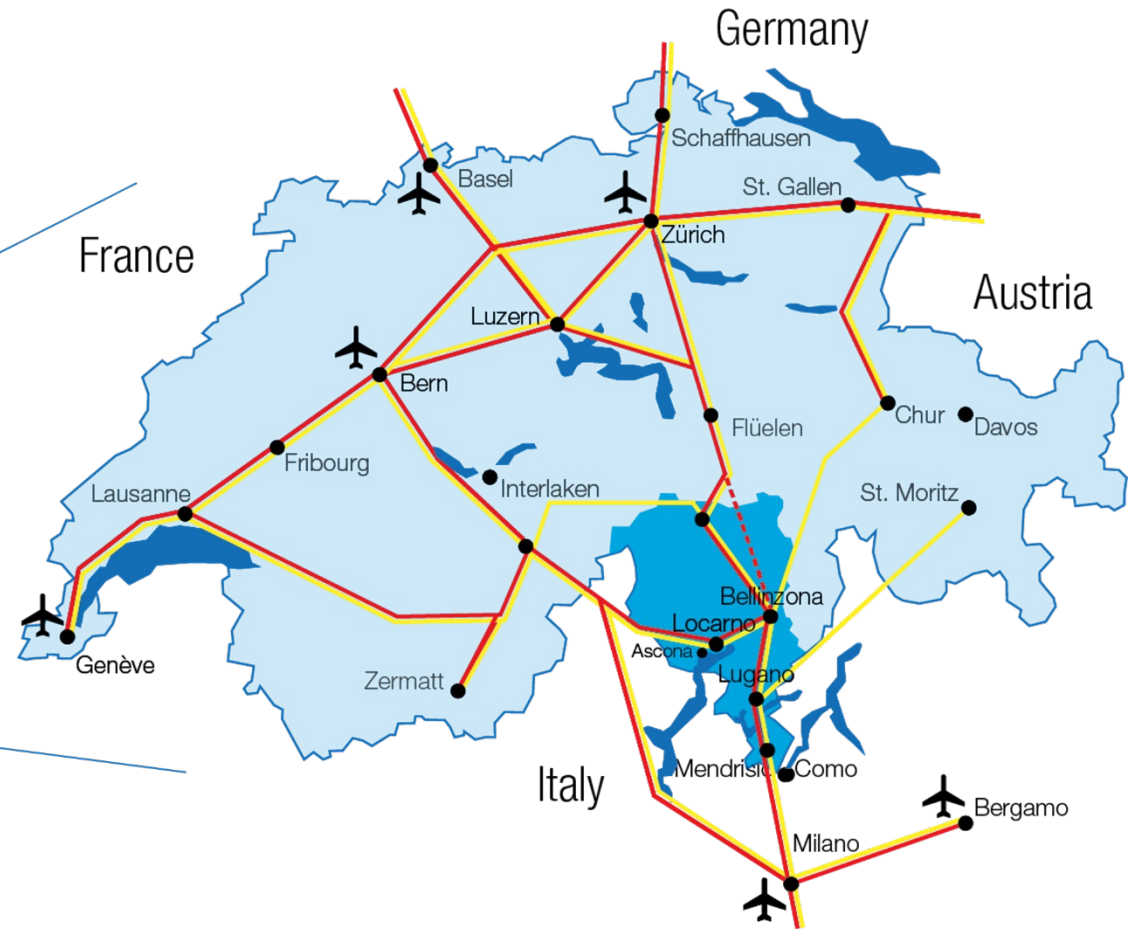 Germany
Schaffhausen
Basel
St. Gallen
Zürich
France
Austria
Luzern
Bern
Chur
Davos
Flüelen
Fribourg
Interlaken
St. Moritz
Lausanne
Bellinzona
Locarno
Ascona
Genève
Lugano
Zermatt
Italy
Mendrisio
Como
Bergamo
Milano